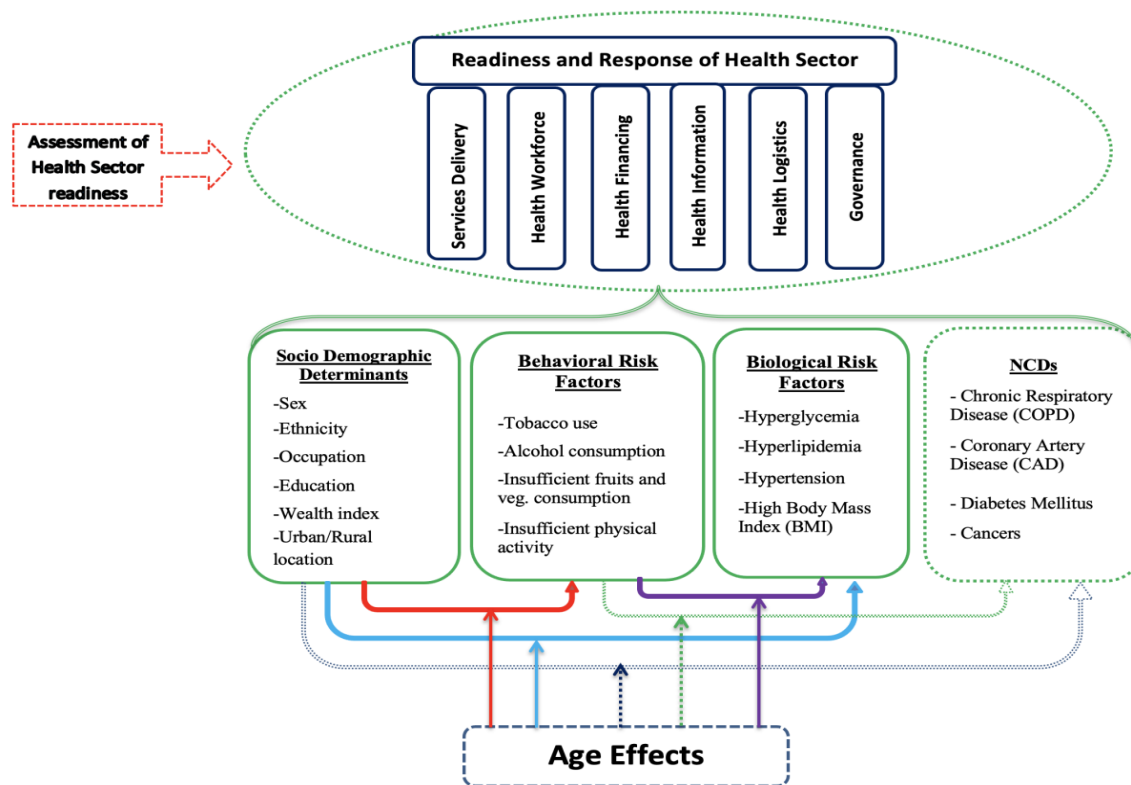 Readiness and Response of Health Sector
Services Delivery
Health Workforce
Health Financing
Health Information
Health Logistics
Governance
Assessment of
Health Sector
readiness
Socio Demographic
Determinants
-Sex
-Ethnicity
-Occupation
-Education
-Wealth index
-Urban/Rural
location
Behavioral Risk
Factors
-Tobacco use
-Alcohol consumption
-Insufficient fruits and
veg. consumption
-Insufficient physical
activity
Biological Risk
Factors
-Hyperglycemia
-Hyperlipidemia
-Hypertension
-High Body Mass
Index (BMI)
NCDs
- Chronic Respiratory
Disease (COPD)
- Coronary Artery
Disease (CAD)
- Diabetes Mellitus
- Cancers
Age Effects